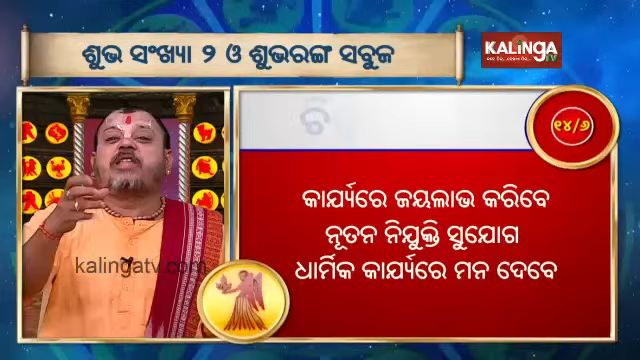 ଶୁଭ ସଂଖ୍ୟା ୨ ଓ ଶୁଭରଙ୍ଗ ସବୁଜ
KALINGA
TV
୧୪/୬
କାର୍ଯ୍ୟରେ ଜୟଲାଭ କରିବେ
ନୂତନ ନିଯୁକ୍ତି ସୁଯୋଗ
ଧାର୍ମିକ କାର୍ଯ୍ୟରେ ମନ ଦେବେ
kalingatv.com